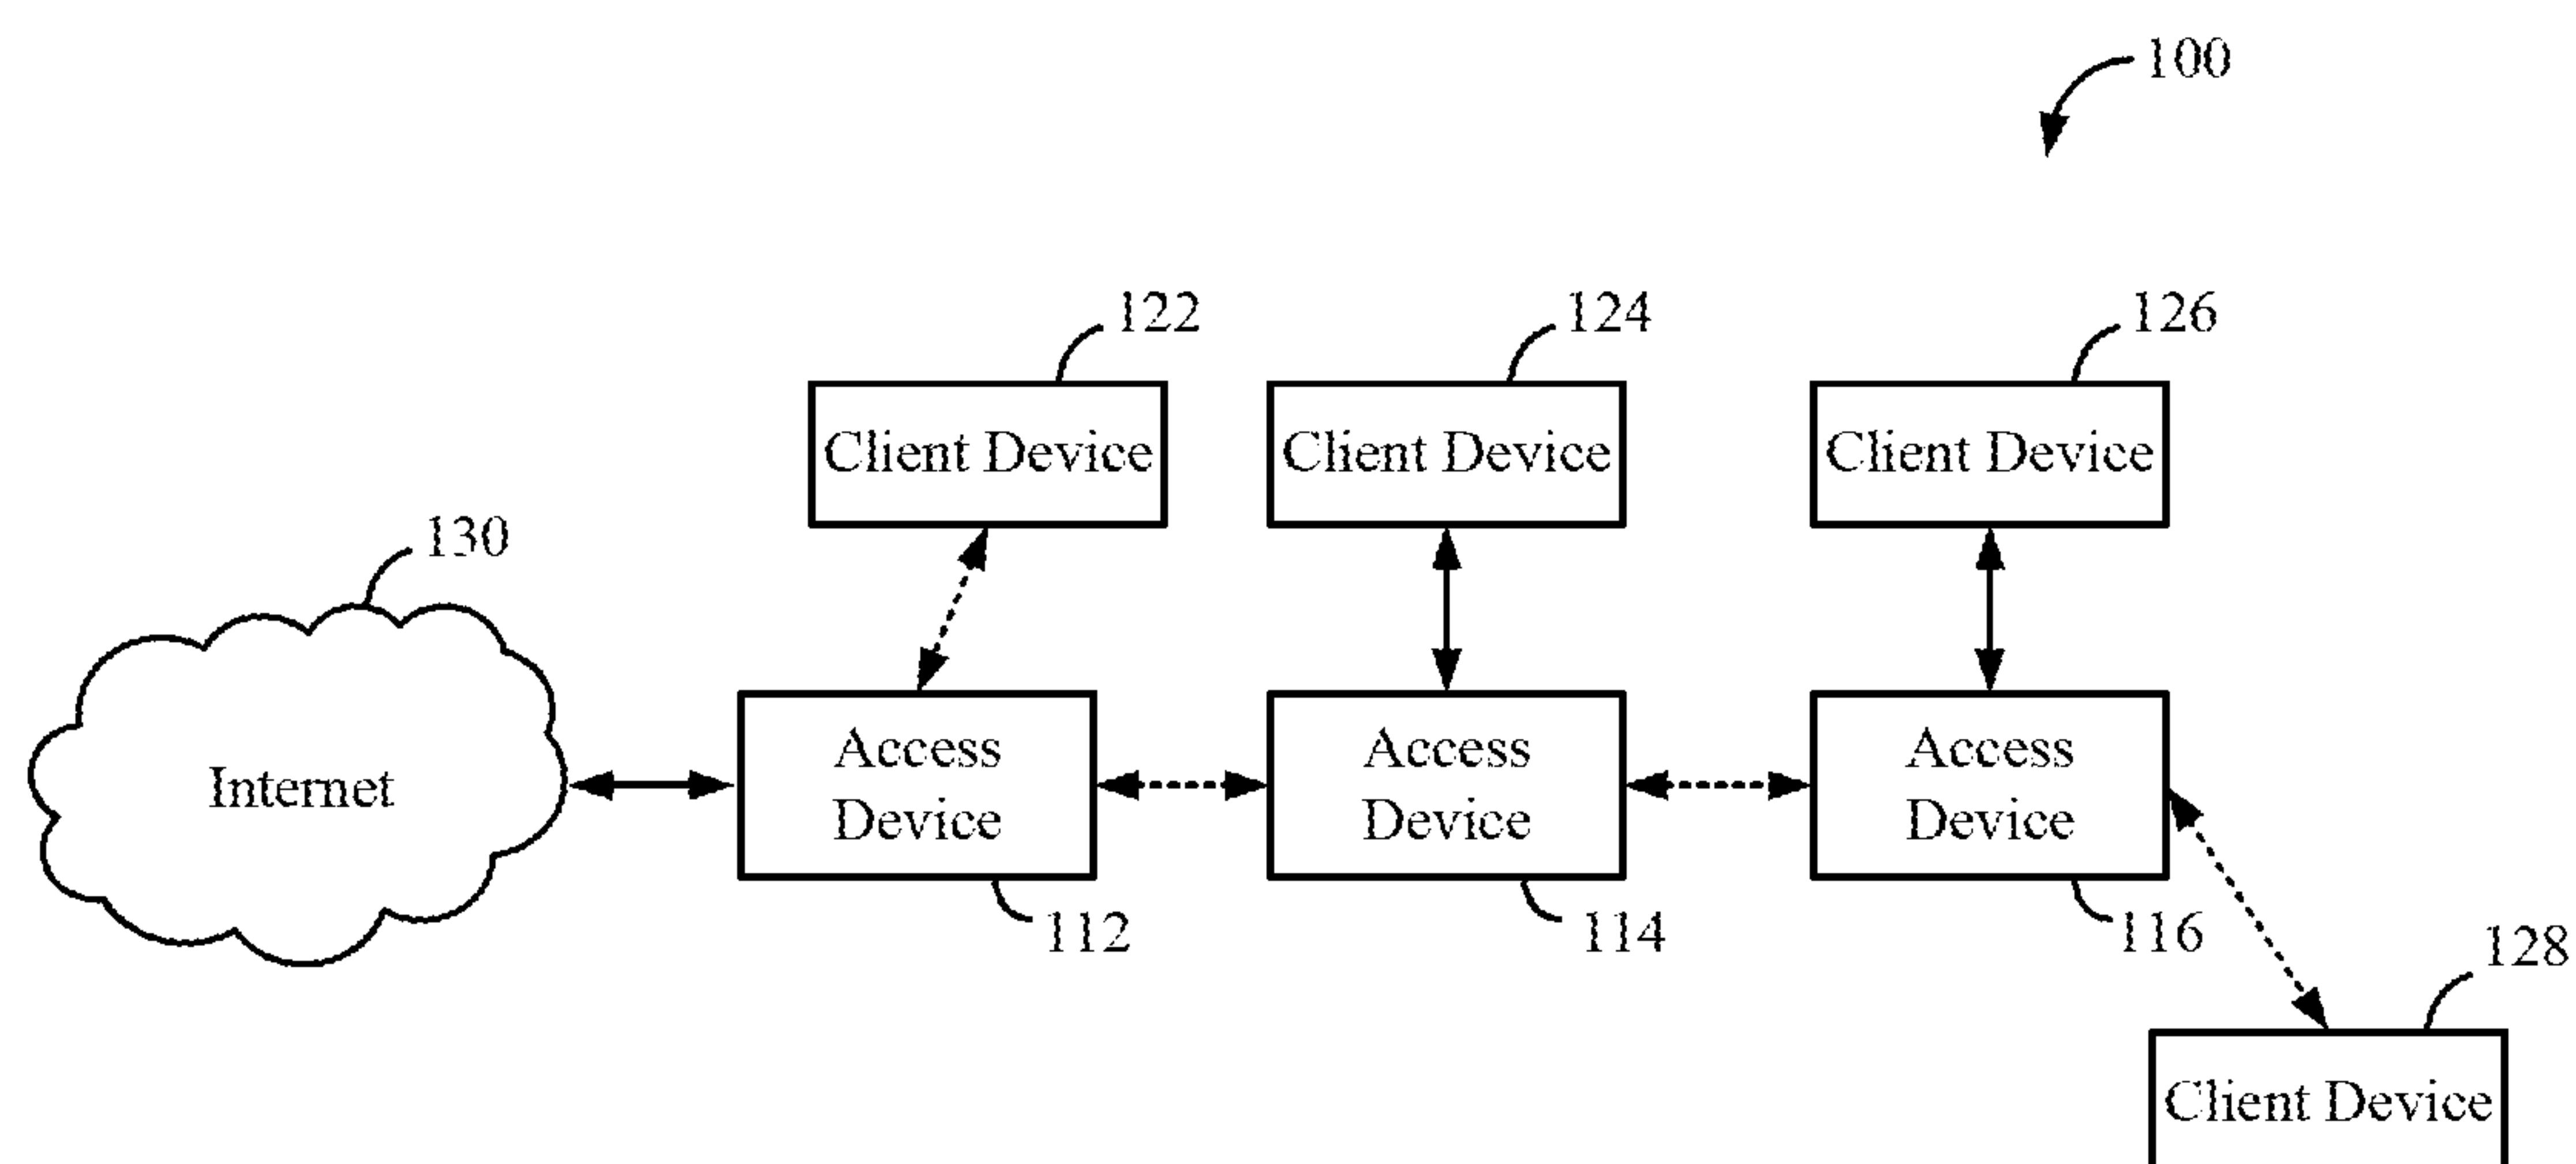 100
122
124
126
Client Device
Client Device
Client Device
130
Internet
Access
Device
Access
Device
Access
Device
112
114
116
128
Client Device